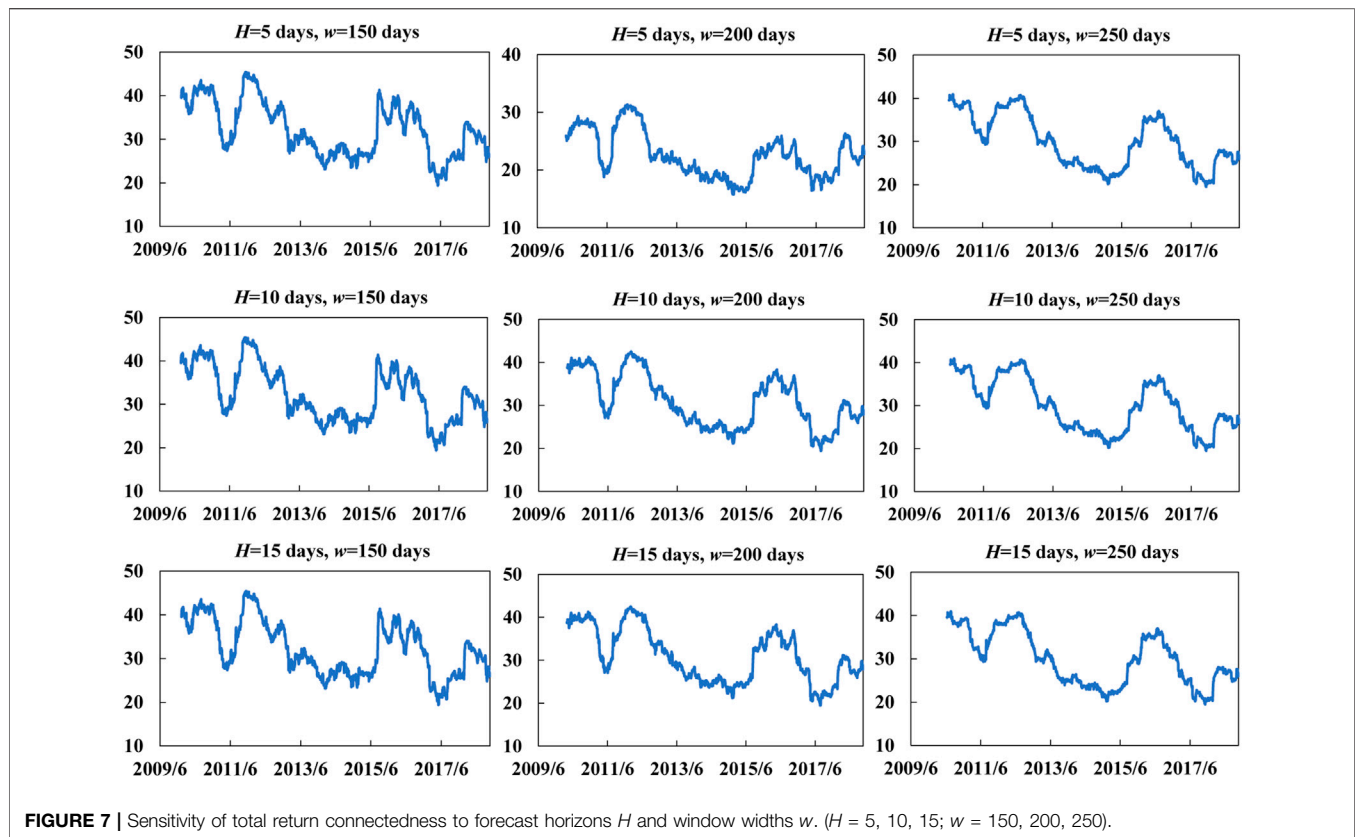 H=5 days, w=150 days
50
40
30
20
10
2009/6 2011/6 2013/6 2015/6 2017/6
H=5 days, w=200 days
40
30
20
10
2009/6 2011/6 2013/6 2015/6 2017/6
H=5 days, w=250 days
50
40
30
20
10
2009/6 2011/6 2013/6 2015/6 2017/6
H=10 days, w=150 days
50
40
30
20
10
2009/6 2011/6 2013/6 2015/6 2017/6
H=10 days, w=200 days
50
40
30
20
10
2009/6 2011/6 2013/6 2015/6 2017/6
H=10 days, w=250 days
50
40
30
20
10
2009/6 2011/6 2013/6 2015/6 2017/6
H=15 days, w=150 days
50
40
30
20
10
2009/6 2011/6 2013/6 2015/6 2017/6
H=15 days, w=200 days
50
40
30
20
10
2009/6 2011/6 2013/6 2015/6 2017/6
H=15 days, w=250 days
50
40
30
20
10
2009/6 2011/6 2013/6 2015/6 2017/6
FIGURE 7 | Sensitivity of total return connectedness to forecast horizons H and window widths w. (H = 5, 10, 15; w = 150, 200, 250).